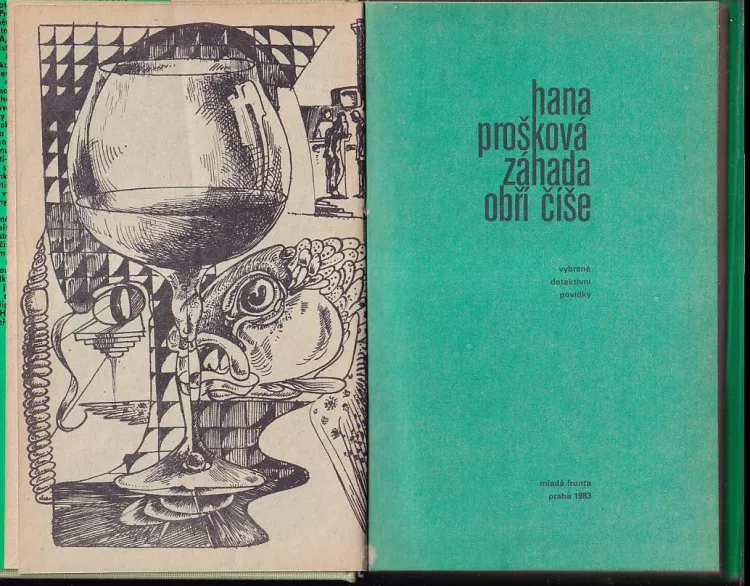 hana
prošková
záhada
obří číše
vybrané
detektivní
povídky
mladá fronta
praha 1983